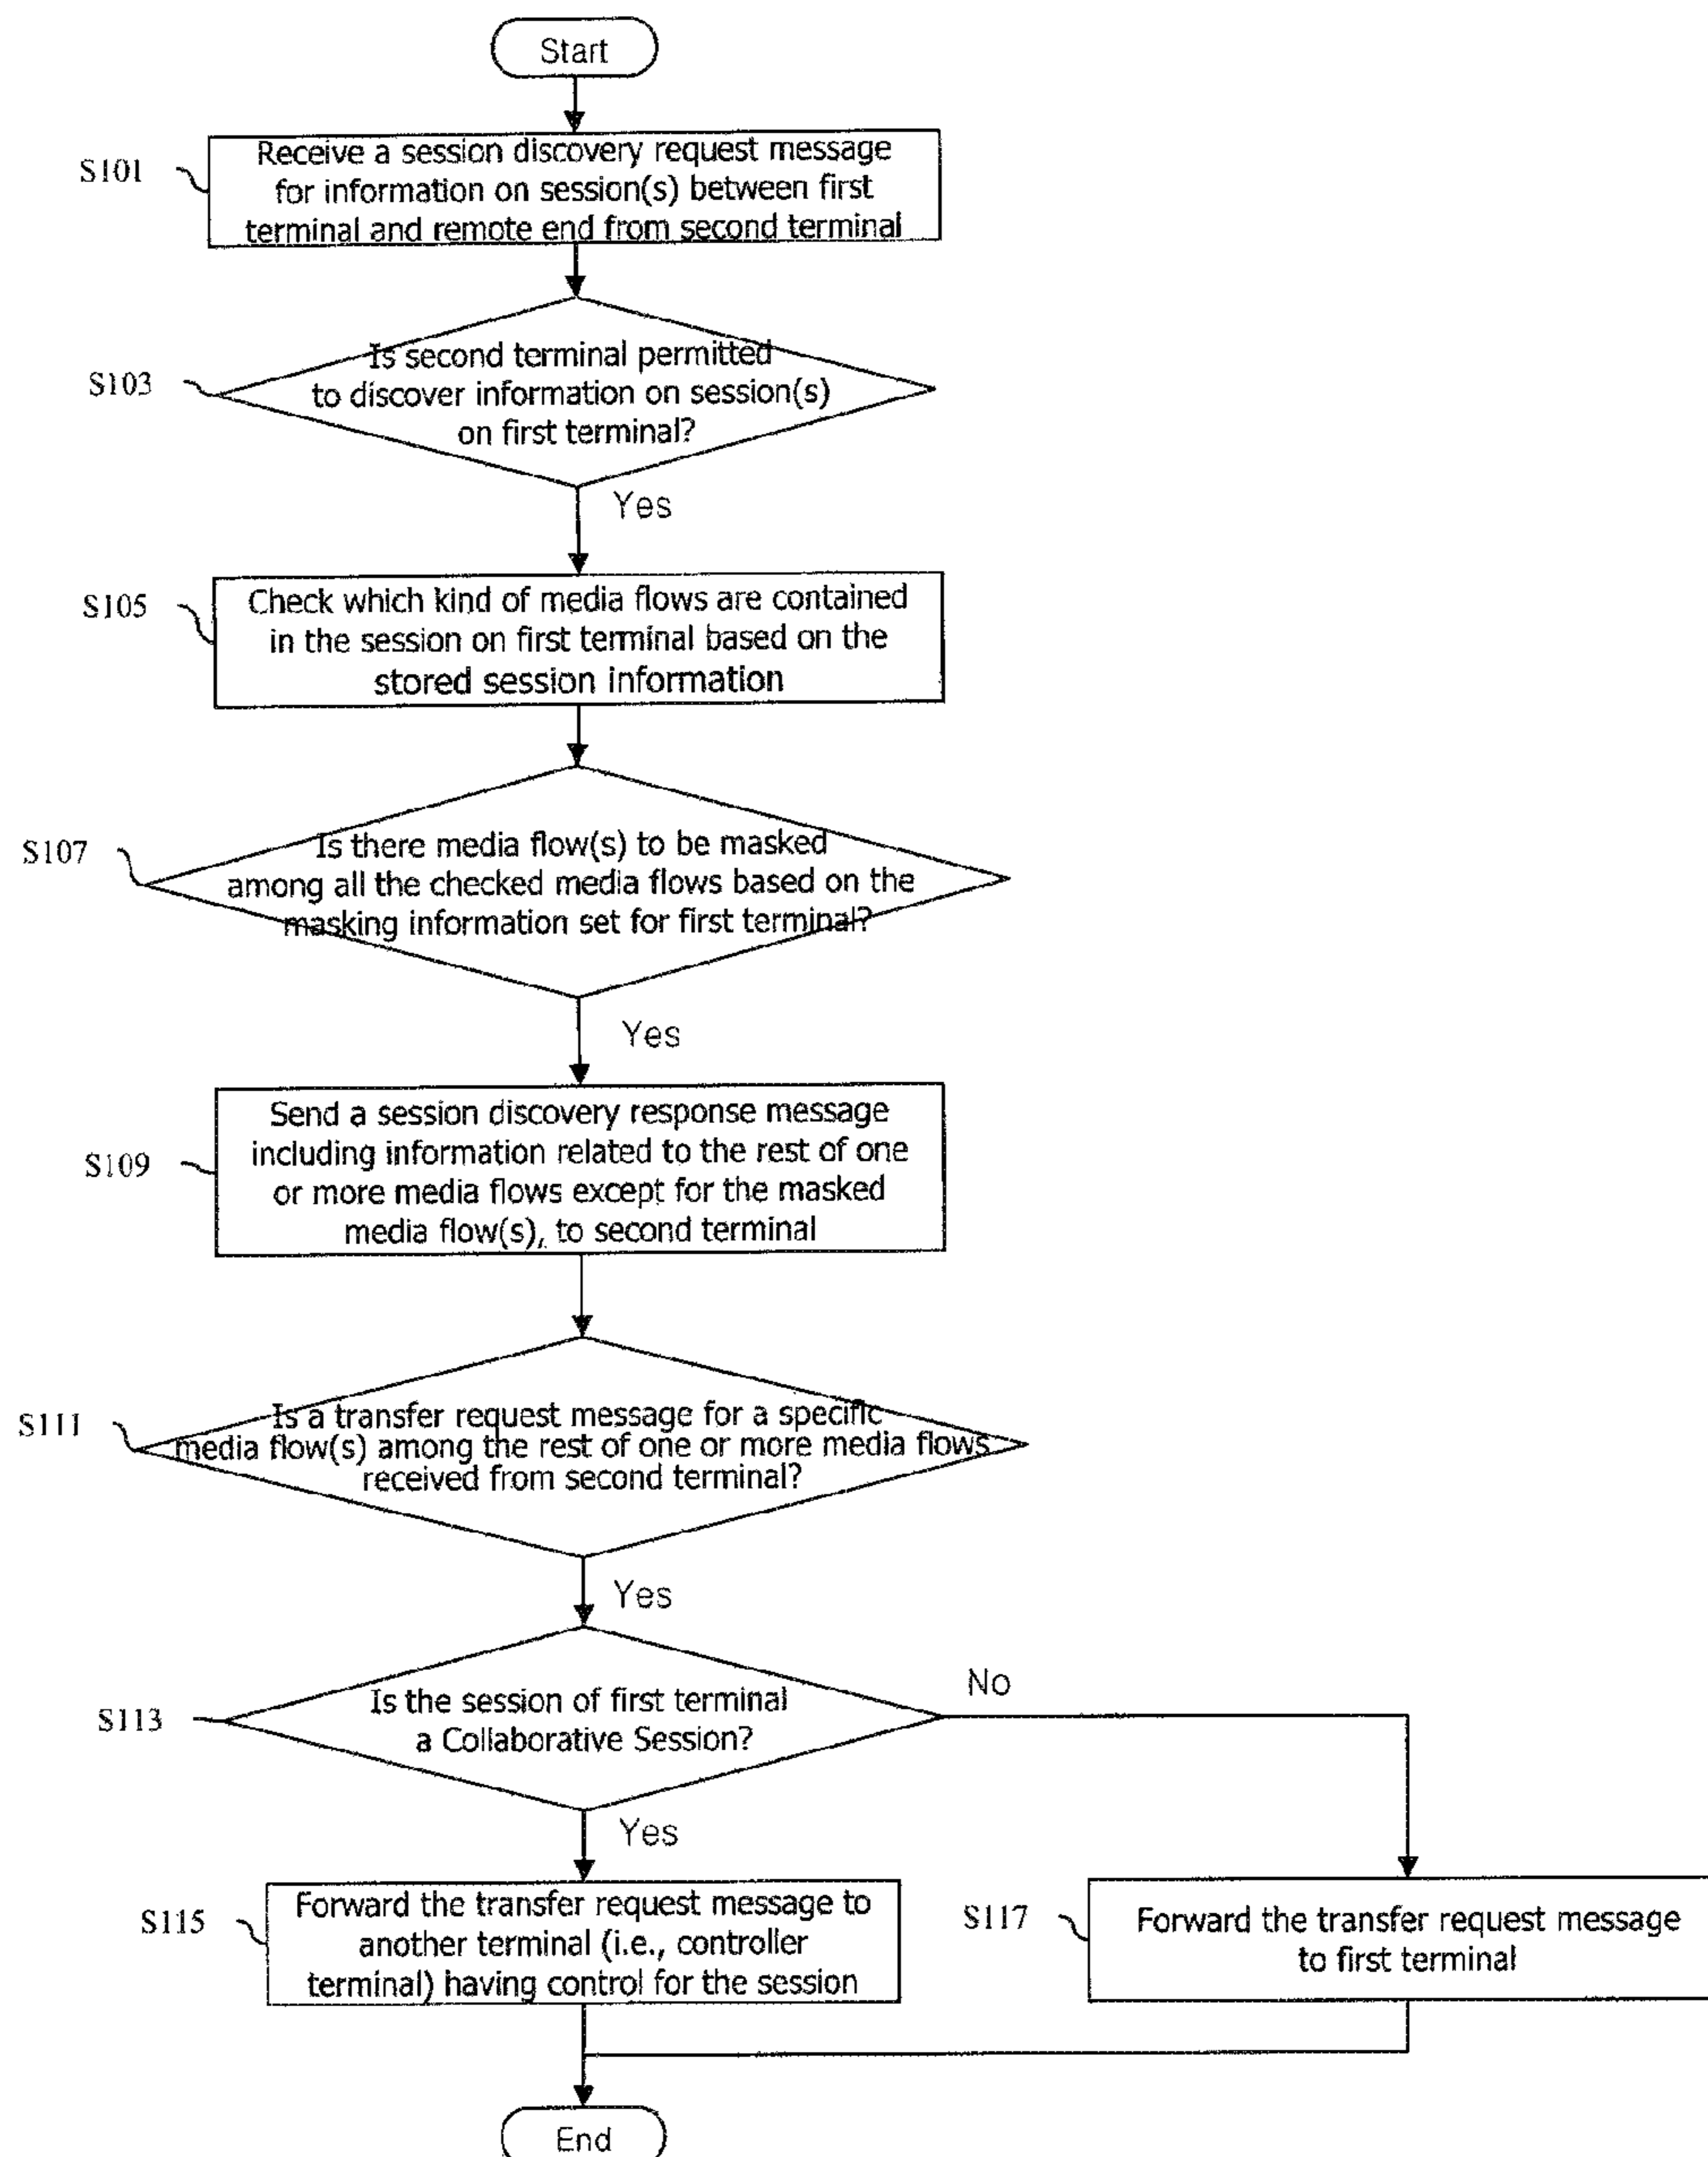 Start
S101
Receive a session discovery request message
for information on session(s) between first
terminal and remote end from second terminal
S103
Is second terminal permitted
to discover information on session(s)
on first terminal?
Yes
S105
Check which kind of media flows are contained
in the session on first terminal based on the
stored session information
S107
Is there media flow(s) to be masked
among all the checked media flows based on the
masking information set for first terminal?
Yes
S109
Send a session discovery response message
including information related to the rest of one
or more media flows except for the masked
media flow(s), to second terminal
S111
Is a transfer request message for a specific
media flow(s) among the rest of one or more media flows
received from second terminal?
Yes
S113
Is the session of first terminal
a Collaborative Session?
No
Yes
S115
Forward the transfer request message to
another terminal (i.e., controller
terminal) having control for the session
S117
Forward the transfer request message
to first terminal
End